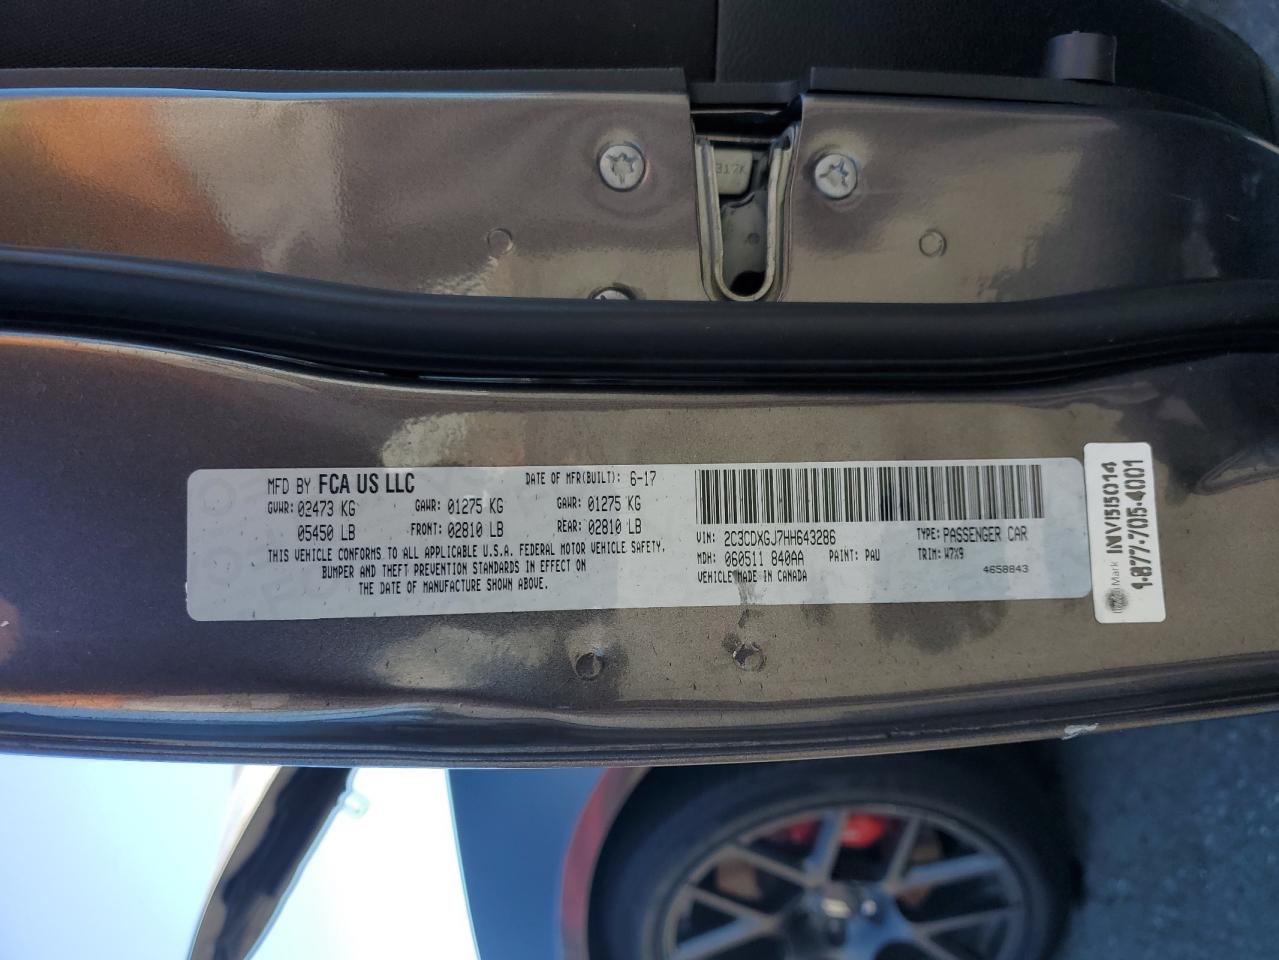 317K
MFD BY FCA US LLC DATE OF MFR(BUILT): 6-17
GVWR: 02473 KG GAWR: 01275 KG GAWR: 01275 KG
05450 LB FRONT: 02810 LB REAR: 02810 LB
THIS VEHICLE CONFORMS TO ALL APPLICABLE U.S.A. FEDERAL MOTOR VEHICLE SAFETY,
BUMPER AND THEFT PREVENTION STANDARDS IN EFFECT ON
THE DATE OF MANUFACTURE SHOWN ABOVE.
VIN: 2C3CDXGJ7HH643286 TYPE: PASSENGER CAR
MDH: 060511 840AA PAINT: PAU TRIM: W7X9
VEHICLE MADE IN CANADA 4658843
Mark INV1515014
1.877.705.4001